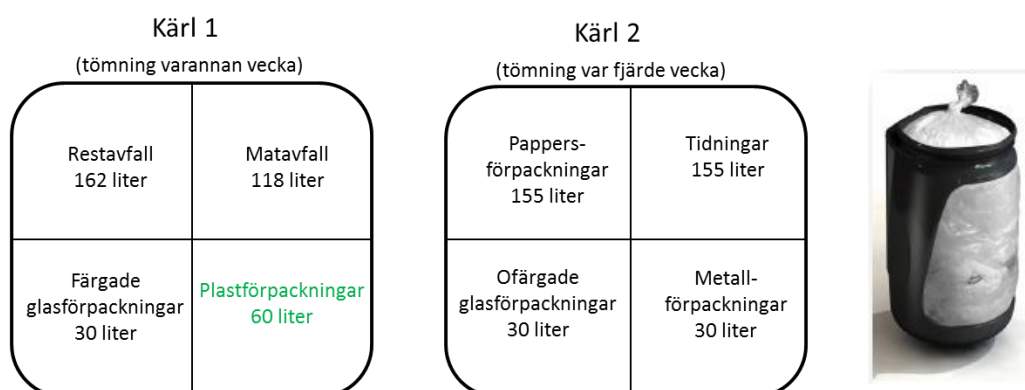 Kärl 1
(tömning varannan vecka)
Restavfall
162 liter
Matavfall
118 liter
Färgade
glasförpackningar
30 liter
Plastförpackningar
60 liter
Kärl 2
(tömning var fjärde vecka)
Pappers-
förpackningar
155 liter
Tidningar
155 liter
Ofärgade
glasförpackningar
30 liter
Metall-
förpackningar
30 liter